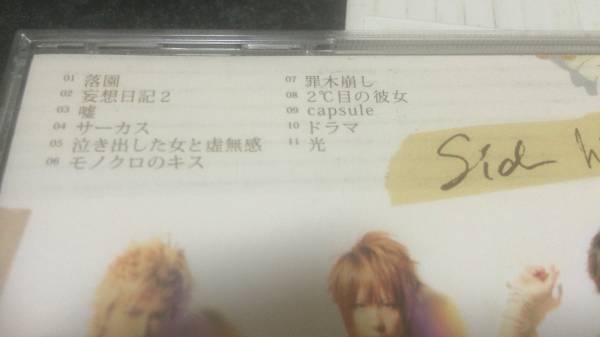 01 落園
02 妄想日記2
03 嘘
04 サーカス
05 泣き出した女と虚無感
06 モノクロのキス
07 罪木崩し
08 2℃目の彼女
09 capsule
10 ドラマ
11 光
Sid